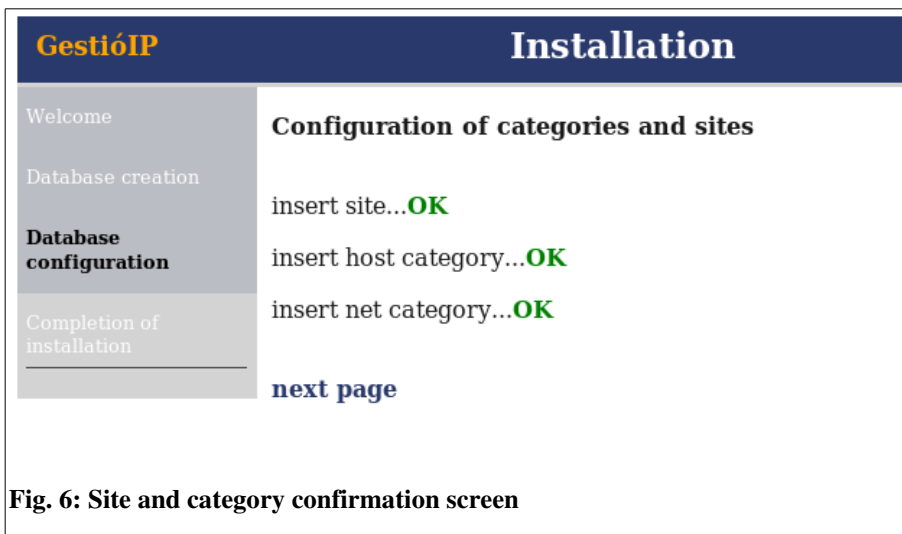 GestióIP
Installation
Welcome
Database creation
Database
configuration
Completion of
installation
Configuration of categories and sites
insert site...OK
insert host category...OK
insert net category...OK
next page
Fig. 6: Site and category confirmation screen